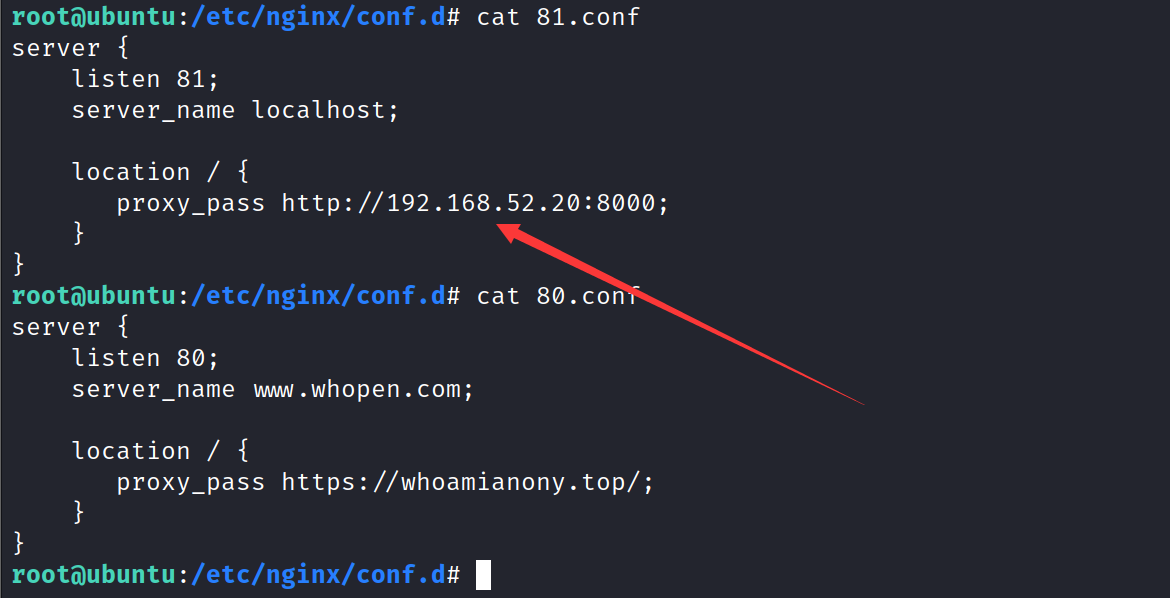 root@ubuntu:/etc/nginx/conf.d# cat 81.conf
server {
    listen 81;
    server_name localhost;

    location / {
       proxy_pass http://192.168.52.20:8000;
    }
}
root@ubuntu:/etc/nginx/conf.d# cat 80.conf
server {
    listen 80;
    server_name www.whopen.com;

    location / {
       proxy_pass https://whoamianony.top/;
    }
}
root@ubuntu:/etc/nginx/conf.d#